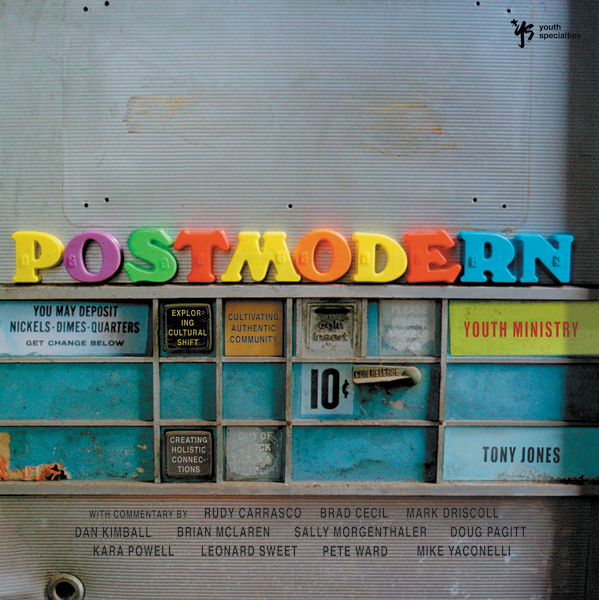 youth
specialties
POSTMODERN
YOU MAY DEPOSIT
NICKELS·DIMES·QUARTERS
GET CHANGE BELOW
EXPLOR-
ING
CULTURAL
SHIFT
CULTIVATING
AUTHENTIC
COMMUNITY
Coin
Insert
PLEASE
YOUTH MINISTRY
10¢
COIN RELEASE
CREATING
HOLISTIC
CONNEC-
TIONS
OUT OF
TONY JONES
WITH COMMENTARY BY RUDY CARRASCO BRAD CECIL MARK DRISCOLL
DAN KIMBALL BRIAN MCLAREN SALLY MORGENTHALER DOUG PAGITT
KARA POWELL LEONARD SWEET PETE WARD MIKE YACONELLI